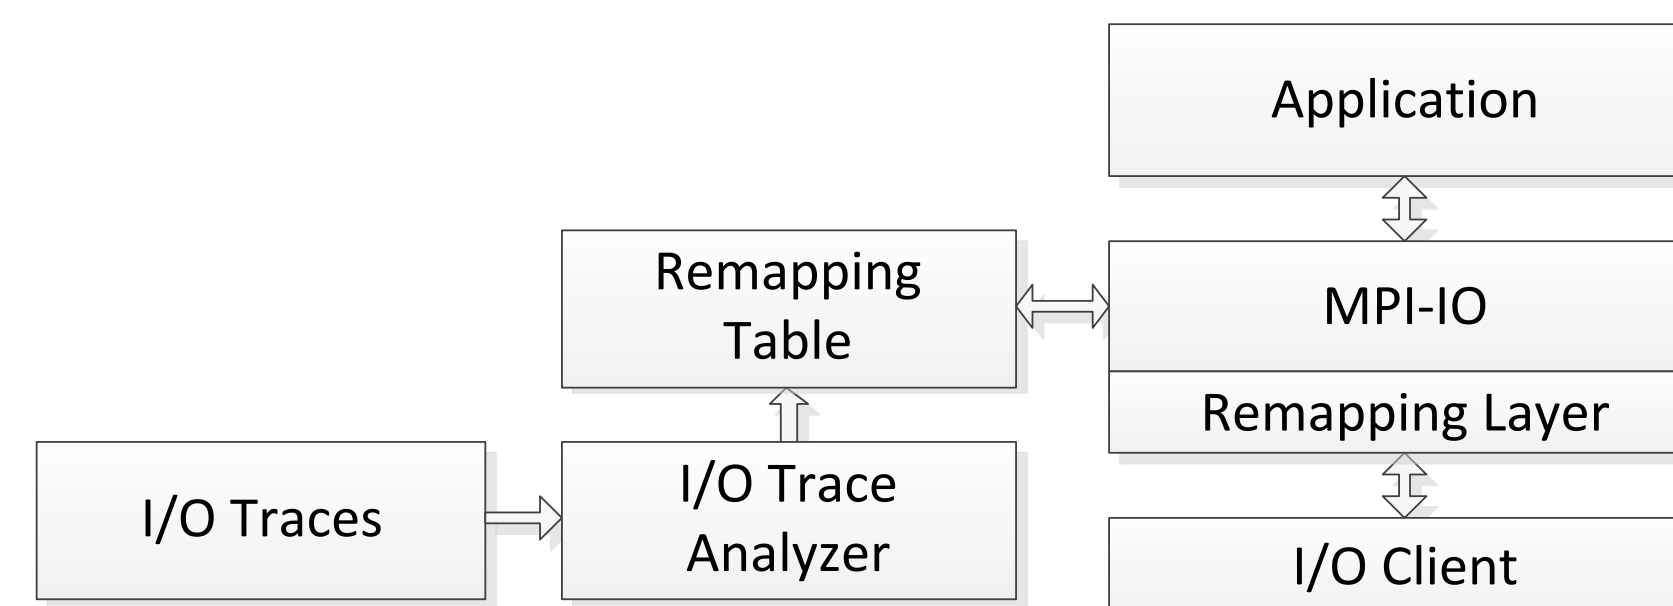 Application
Remapping
Table
MPI-IO
Remapping Layer
I/O Traces
I/O Trace
Analyzer
I/O Client